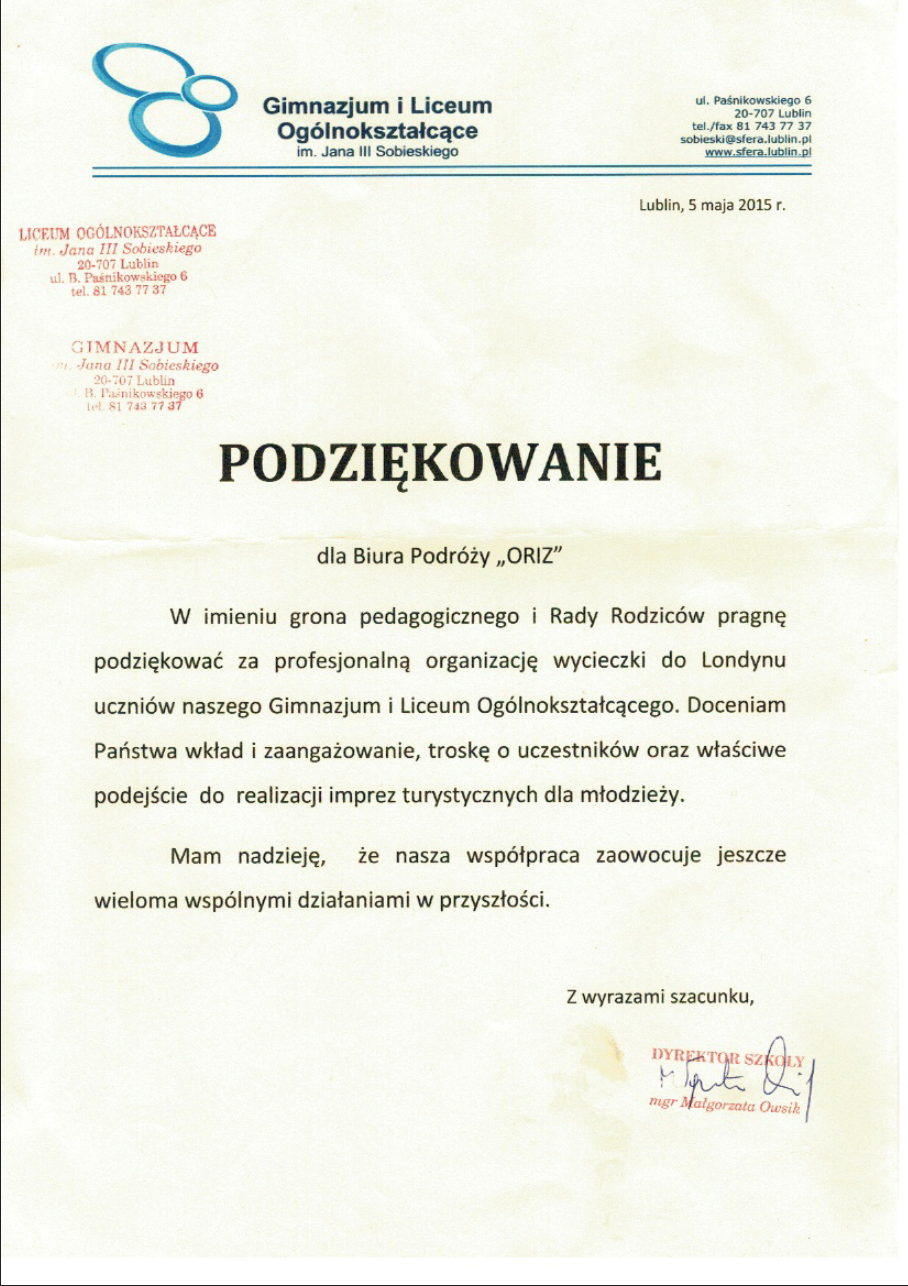 Gimnazjum i Liceum
Ogólnokształcące
im. Jana III Sobieskiego
ul. Paśnikowskiego 6
20-707 Lublin
tel./fax 81 743 77 37
sobieski@sfera.lublin.pl
www.sfera.lublin.pl
Lublin, 5 maja 2015 r.
LICEUM OGÓLNOKSZTAŁCĄCE
im. Jana III Sobieskiego
20-707 Lublin
ul. B. Paśnikowskiego 6
tel. 81 743 77 37
GIMNAZJUM
im. Jana III Sobieskiego
20-707 Lublin
B. Paśnikowskiego 6
tel. 81 743 77 37
PODZIĘKOWANIE
dla Biura Podróży „ORIZ”
W imieniu grona pedagogicznego i Rady Rodziców pragnę
podziękować za profesjonalną organizację wycieczki do Londynu
uczniów naszego Gimnazjum i Liceum Ogólnokształcącego. Doceniam
Państwa wkład i zaangażowanie, troskę o uczestników oraz właściwe
podejście do realizacji imprez turystycznych dla młodzieży.
Mam nadzieję, że nasza współpraca zaowocuje jeszcze
wieloma wspólnymi działaniami w przyszłości.
Z wyrazami szacunku,
DYREKTOR SZKOŁY
mgr Małgorzata Owsik